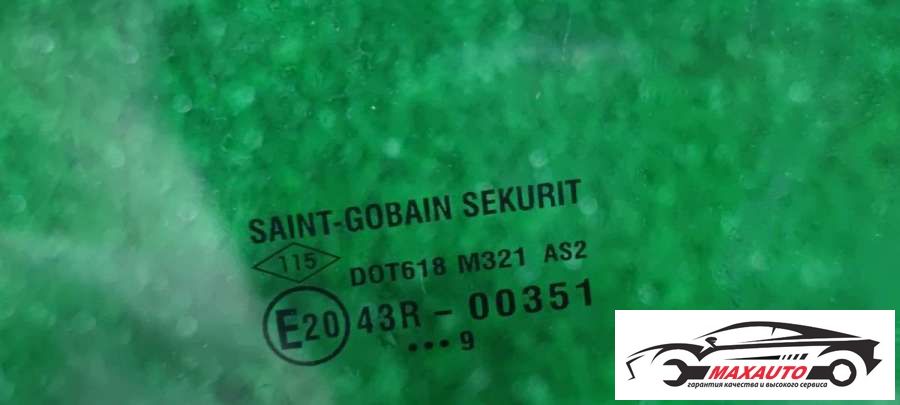 SAINT-GOBAIN SEKURIT
115
DOT618 M321 AS2
E20 43R - 00351
••• 9
MAXAUTO
гарантия качества и высокого сервиса